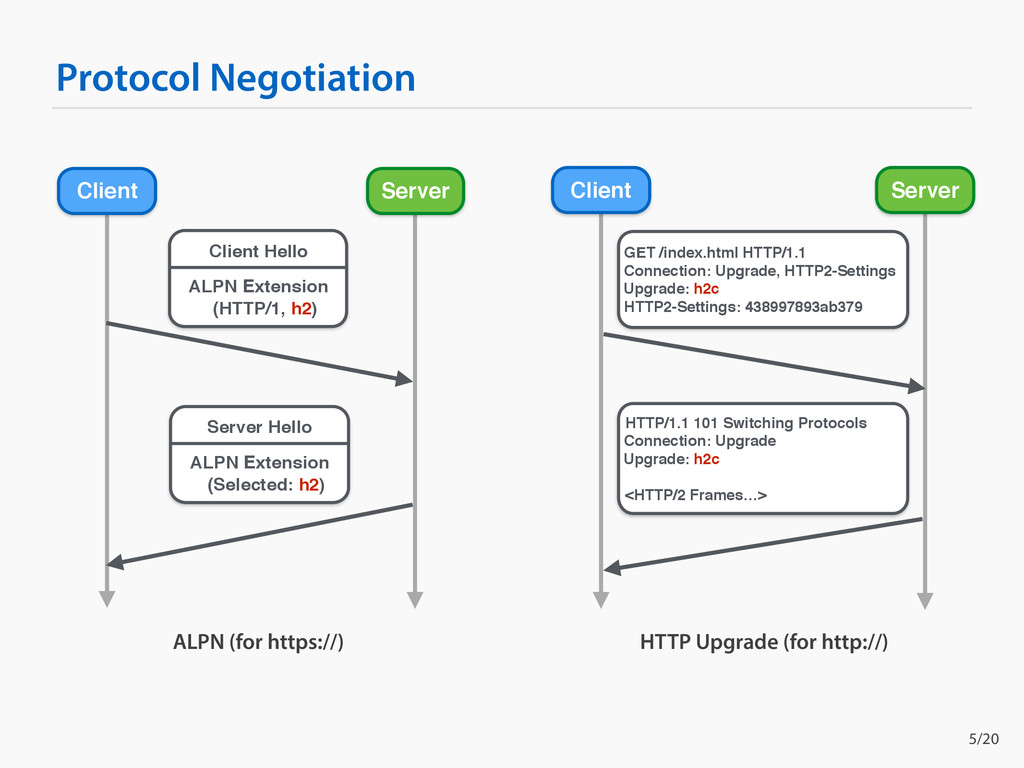 Protocol Negotiation
Client
Server
Client Hello
ALPN Extension
(HTTP/1, h2)
Server Hello
ALPN Extension
(Selected: h2)
ALPN (for https://)
Client
Server
GET /index.html HTTP/1.1
Connection: Upgrade, HTTP2-Settings
Upgrade: h2c
HTTP2-Settings: 438997893ab379
HTTP/1.1 101 Switching Protocols
Connection: Upgrade
Upgrade: h2c
<HTTP/2 Frames…>
HTTP Upgrade (for http://)
5/20